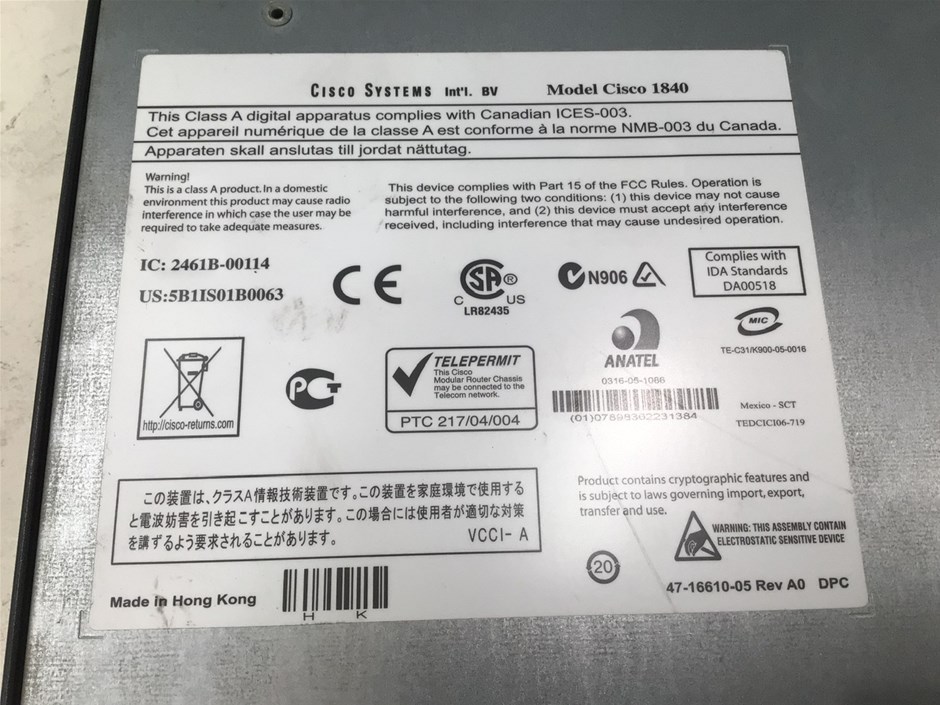 CISCO SYSTEMS Int'l. BV Model Cisco 1840
This Class A digital apparatus complies with Canadian ICES-003.
Cet appareil numérique de la classe A est conforme à la norme NMB-003 du Canada.
Apparaten skall anslutas till jordat nättutag.
Warning!
This is a class A product. In a domestic
environment this product may cause radio
interference in which case the user may be
required to take adequate measures.
This device complies with Part 15 of the FCC Rules. Operation is
subject to the following two conditions: (1) this device may not cause
harmful interference, and (2) this device must accept any interference
received, including interference that may cause undesired operation.
IC: 2461B-00114
US:5B1IS01B0063
CE
SA ®
C US
LR82435
N906
Complies with
IDA Standards
DA00518
http://cisco-returns.com
PCT
TELEPERMIT
This Cisco
Modular Router Chassis
may be connected to the
Telecom network.
PTC 217/04/004
ANATEL
0316-05-1066
(01)07898362231384
MIC
TE-C31/K900-05-0016
Mexico - SCT
TEDCICI06-719
この装置は、クラスA情報技術装置です。この装置を家庭環境で使用する
と電波妨害を引き起こすことがあります。この場合には使用者が適切な対策
を講ずるよう要求されることがあります。 VCCI- A
Product contains cryptographic features and
is subject to laws governing import, export,
transfer and use.
WARNING: THIS ASSEMBLY CONTAIN
ELECTROSTATIC SENSITIVE DEVICE
20
47-16610-05 Rev A0 DPC
Made in Hong Kong
H K